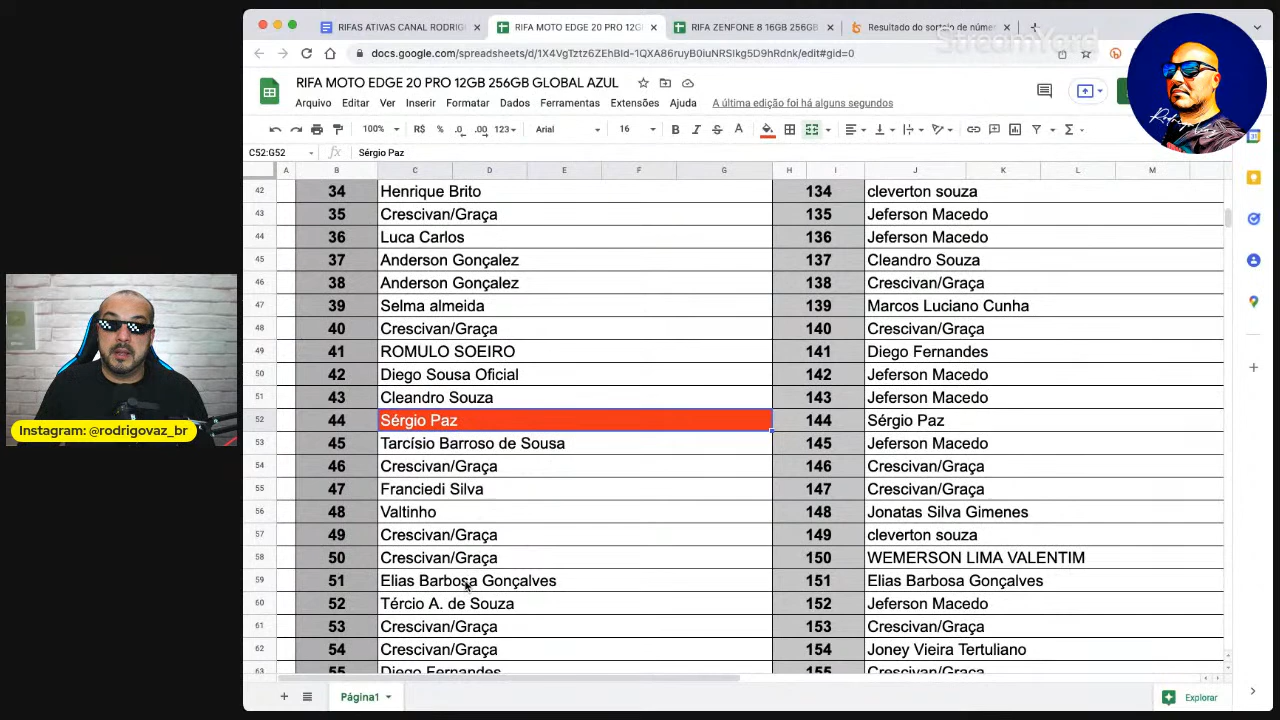 RIFAS ATIVAS CANAL RODRIG
RIFA MOTO EDGE 20 PRO 12G
RIFA ZENFONE 8 16GB 256GB
Resultado do sorteio de núme
StreamYard
docs.google.com/spreadsheets/d/1X4VgTztz6ZEhBId-1QXA86ruyB0iuNRSIkg5D9hRdnk/edit#gid=0
RIFA MOTO EDGE 20 PRO 12GB 256GB GLOBAL AZUL
Arquivo Editar Ver Inserir Formatar Dados Ferramentas Extensões Ajuda A última edição foi há alguns segundos
100% R$ % .0 .00 123 Arial 16 B I S A
C52:G52 fx Sérgio Paz
A B C D E F G H I J K L M
42 34 Henrique Brito 134 cleverton souza
43 35 Crescivan/Graça 135 Jeferson Macedo
44 36 Luca Carlos 136 Jeferson Macedo
45 37 Anderson Gonçalez 137 Cleandro Souza
46 38 Anderson Gonçalez 138 Crescivan/Graça
47 39 Selma almeida 139 Marcos Luciano Cunha
48 40 Crescivan/Graça 140 Crescivan/Graça
49 41 ROMULO SOEIRO 141 Diego Fernandes
50 42 Diego Sousa Oficial 142 Jeferson Macedo
51 43 Cleandro Souza 143 Jeferson Macedo
52 44 Sérgio Paz 144 Sérgio Paz
53 45 Tarcísio Barroso de Sousa 145 Jeferson Macedo
54 46 Crescivan/Graça 146 Crescivan/Graça
55 47 Franciedi Silva 147 Crescivan/Graça
56 48 Valtinho 148 Jonatas Silva Gimenes
57 49 Crescivan/Graça 149 cleverton souza
58 50 Crescivan/Graça 150 WEMERSON LIMA VALENTIM
59 51 Elias Barbosa Gonçalves 151 Elias Barbosa Gonçalves
60 52 Tércio A. de Souza 152 Jeferson Macedo
61 53 Crescivan/Graça 153 Crescivan/Graça
62 54 Crescivan/Graça 154 Joney Vieira Tertuliano
63 55 Diego Fernandes 155 Crescivan/Graça
Página1
Explorar
Instagram: @rodrigovaz_br